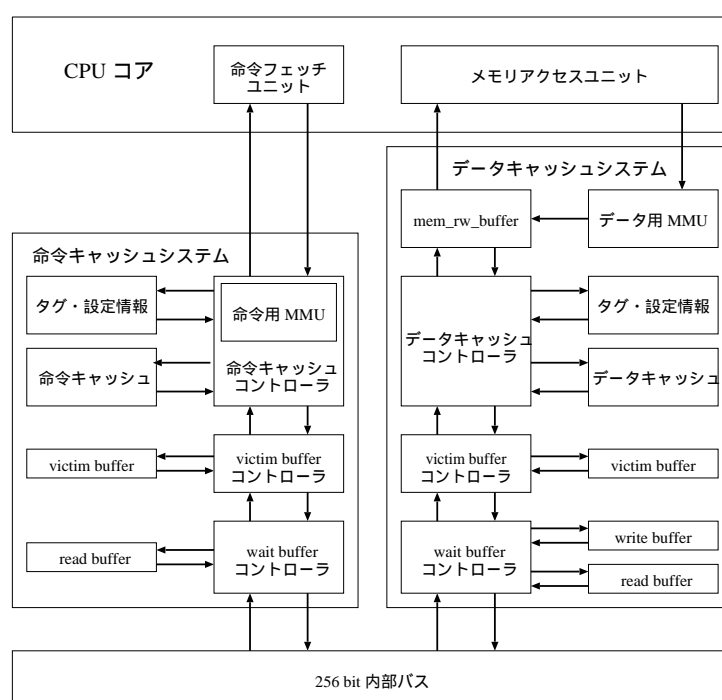 CPU コア
命令フェッチ
ユニット
メモリアクセスユニット
データキャッシュシステム
mem_rw_buffer
データ用 MMU
命令キャッシュシステム
タグ・設定情報
命令用 MMU
命令キャッシュ
命令キャッシュ
コントローラ
データキャッシュ
コントローラ
タグ・設定情報
データキャッシュ
victim buffer
victim buffer
コントローラ
victim buffer
コントローラ
victim buffer
read buffer
wait buffer
コントローラ
wait buffer
コントローラ
write buffer
read buffer
256 bit 内部バス